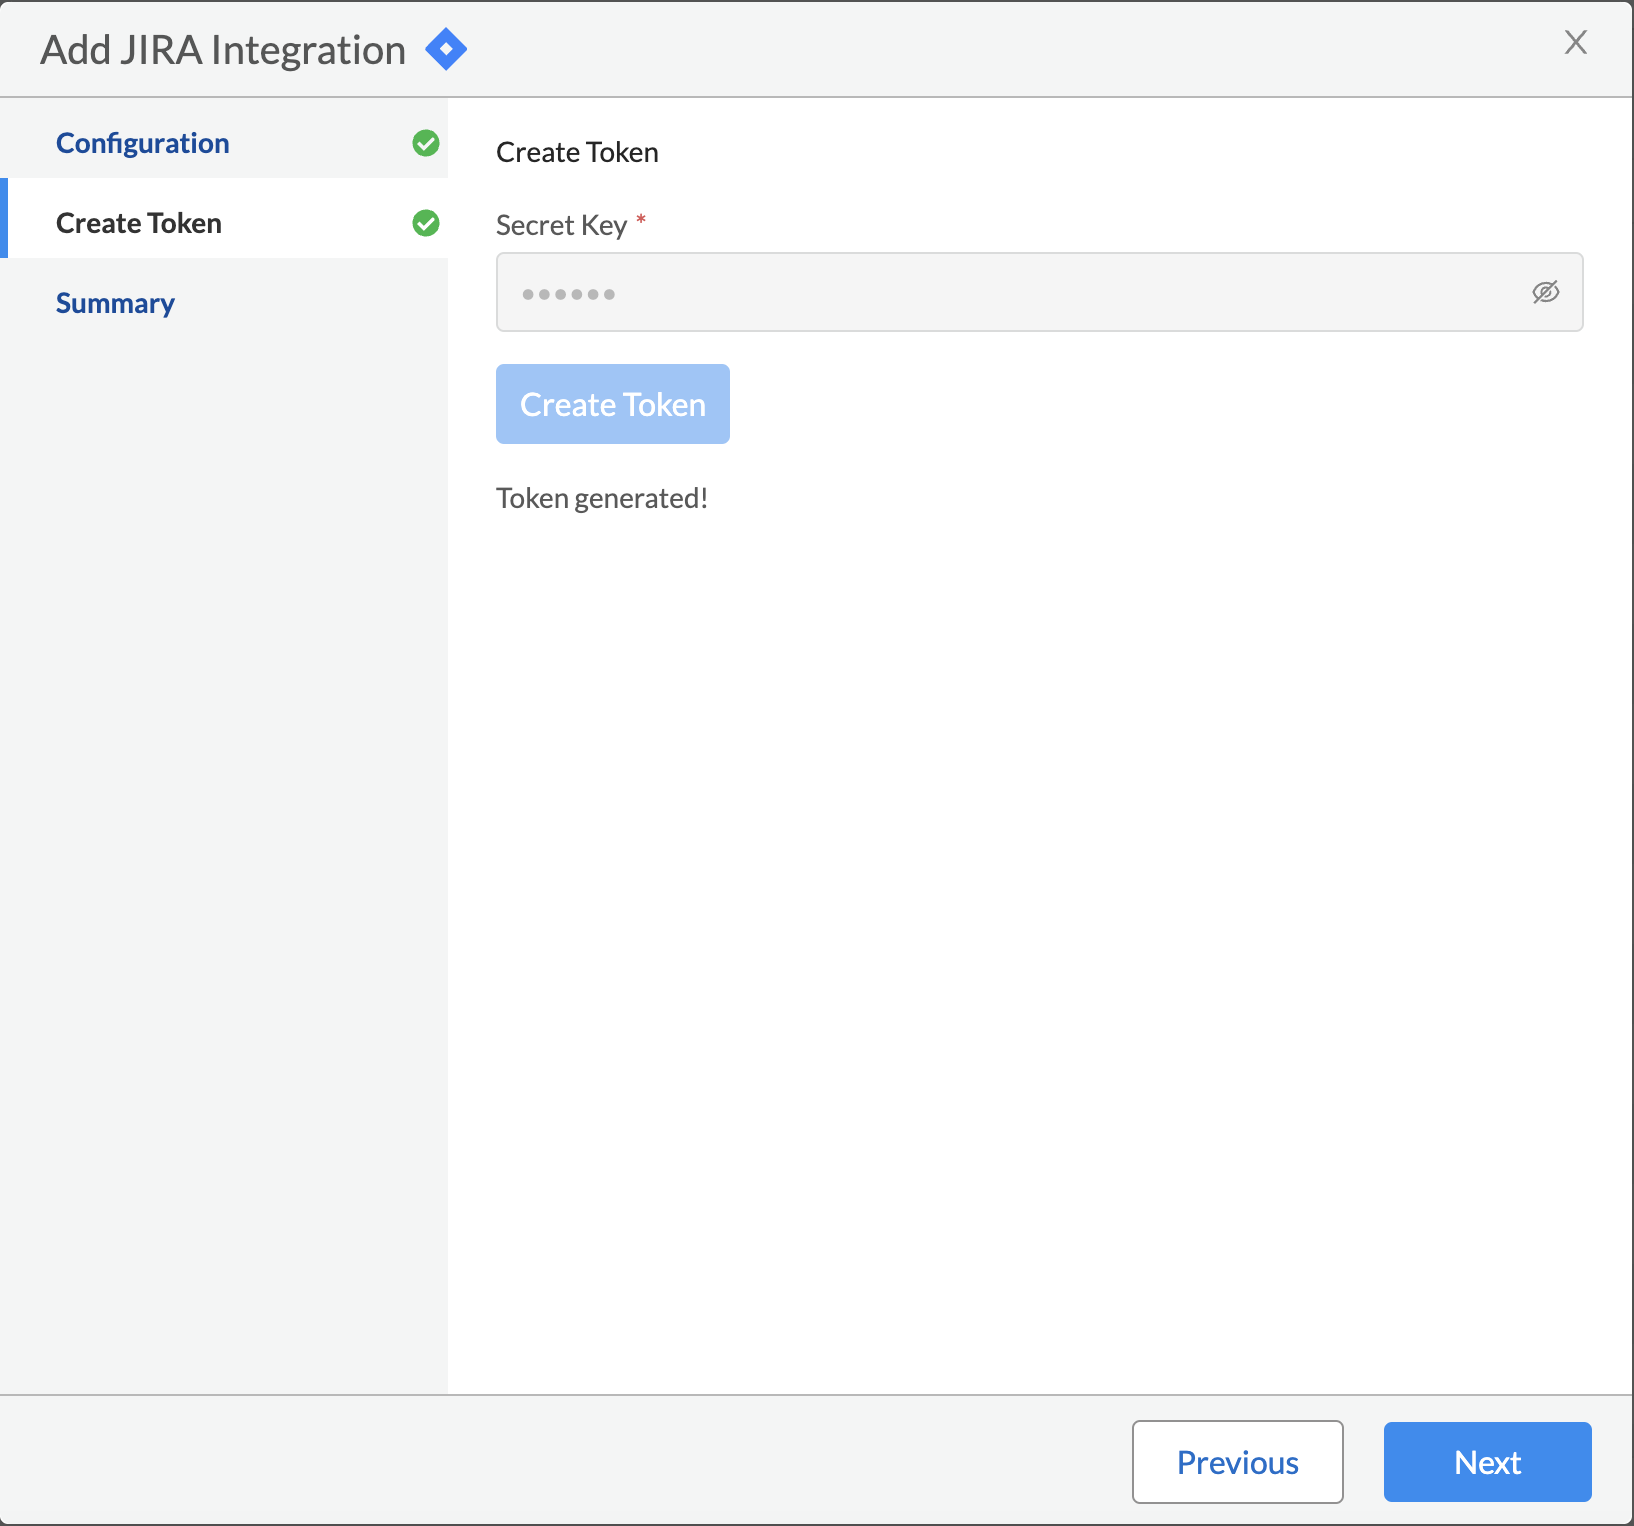 Add JIRA Integration
X
Configuration
Create Token
Summary
Create Token
Secret Key *
••••••
Create Token
Token generated!
Previous
Next